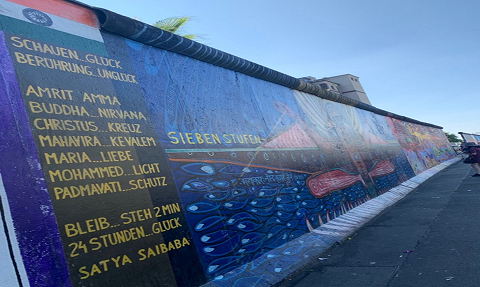 SCHAUEN...GLÜCK
BERÜHRUNG...UNGLÜCK
AMRIT AMMA
BUDDHA...NIRVANA
CHRISTUS...KREUZ
MAHAVIRA...KEVALEM
MARIA...LIEBE
MOHAMMED...LICHT
PADMAVATI...SCHUTZ
BLEIB...STEH 2 MIN
24 STUNDEN...GLÜCK
SATYA SAIBABA
SIEBEN STUFEN